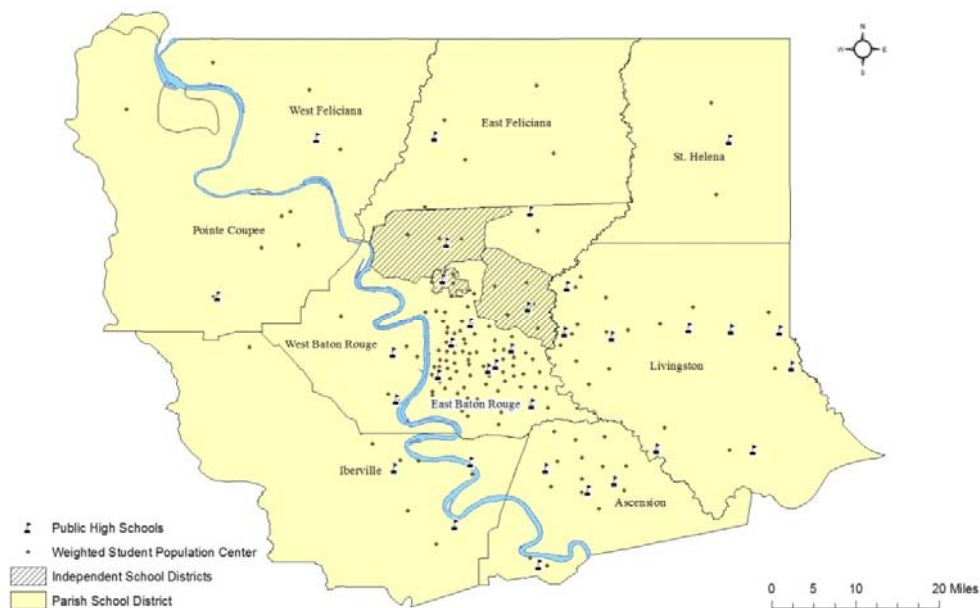 N
W E
S
West Feliciana
East Feliciana
St. Helena
Pointe Coupee
West Baton Rouge
Livingston
East Baton Rouge
Iberville
Ascension
Public High Schools
Weighted Student Population Center
Independent School Districts
Parish School District
0 5 10 20 Miles